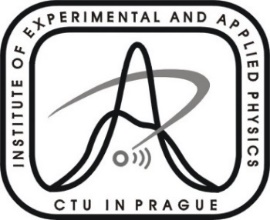 INSTITUTE OF EXPERIMENTAL AND APPLIED PHYSICS
CTU IN PRAGUE